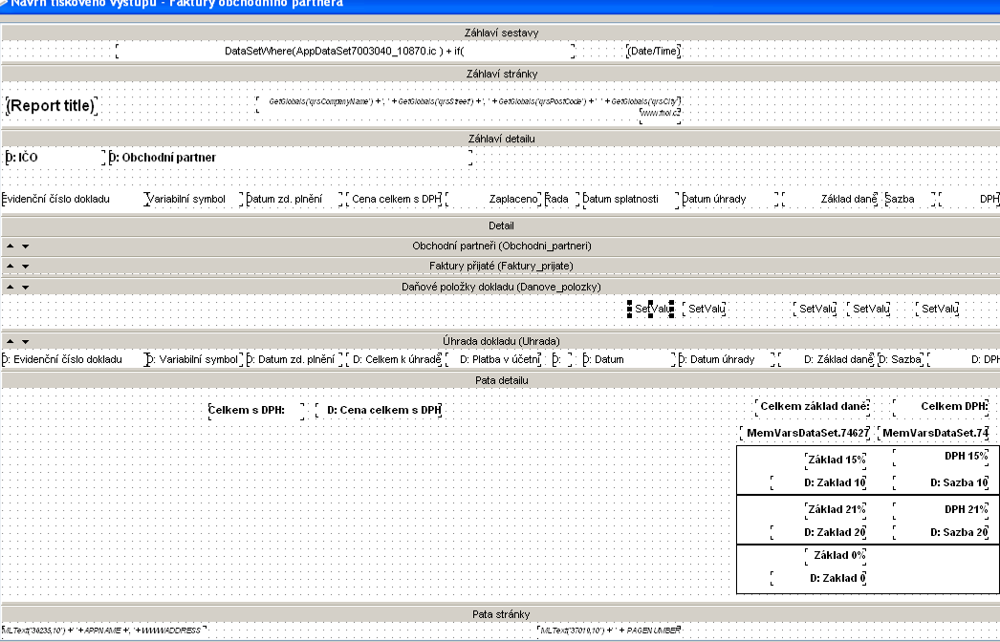 Návrh tiskového výstupu - Faktury obchodního partnera
Záhlaví sestavy
DataSetWhere(AppDataSet7003040_10870.ic ) + if( (Date/Time)
Záhlaví stránky
(Report title) GetGlobals('qrsCompanyName') + ', ' + GetGlobals('qrsStreet') + ', ' + GetGlobals('qrsPostCode') + ' ' + GetGlobals('qrsCity')
Záhlaví detailu
D: IČO D: Obchodní partner
Evidenční číslo dokladu Variabilní symbol Datum zd. plnění Cena celkem s DPH Zaplaceno Řada Datum splatnosti Datum úhrady Základ daně Sazba DPH
Detail
Obchodní partneři (Obchodni_partneri)
Faktury přijaté (Faktury_prijate)
Daňové položky dokladu (Danove_polozky)
SetValu SetValu SetValu SetValu SetValu
Úhrada dokladu (Uhrada)
D: Evidenční číslo dokladu D: Variabilní symbol D: Datum zd. plnění D: Celkem k úhradě D: Platba v účetní D: D: Datum D: Datum úhrady D: Základ daně D: Sazba D: DPH
Pata detailu
Celkem s DPH: D: Cena celkem s DPH Celkem základ daně: Celkem DPH:
MemVarsDataSet.74627 MemVarsDataSet.74
Základ 15% DPH 15%
D: Zaklad 10 D: Sazba 10
Základ 21% DPH 21%
D: Zaklad 20 D: Sazba 20
Základ 0%
D: Zaklad 0
Pata stránky
MLText('30235,10') + ' ' + APPNAME + ', ' + WWWADDRESS MLText('37010,10') + ' ' + PAGENUMBER